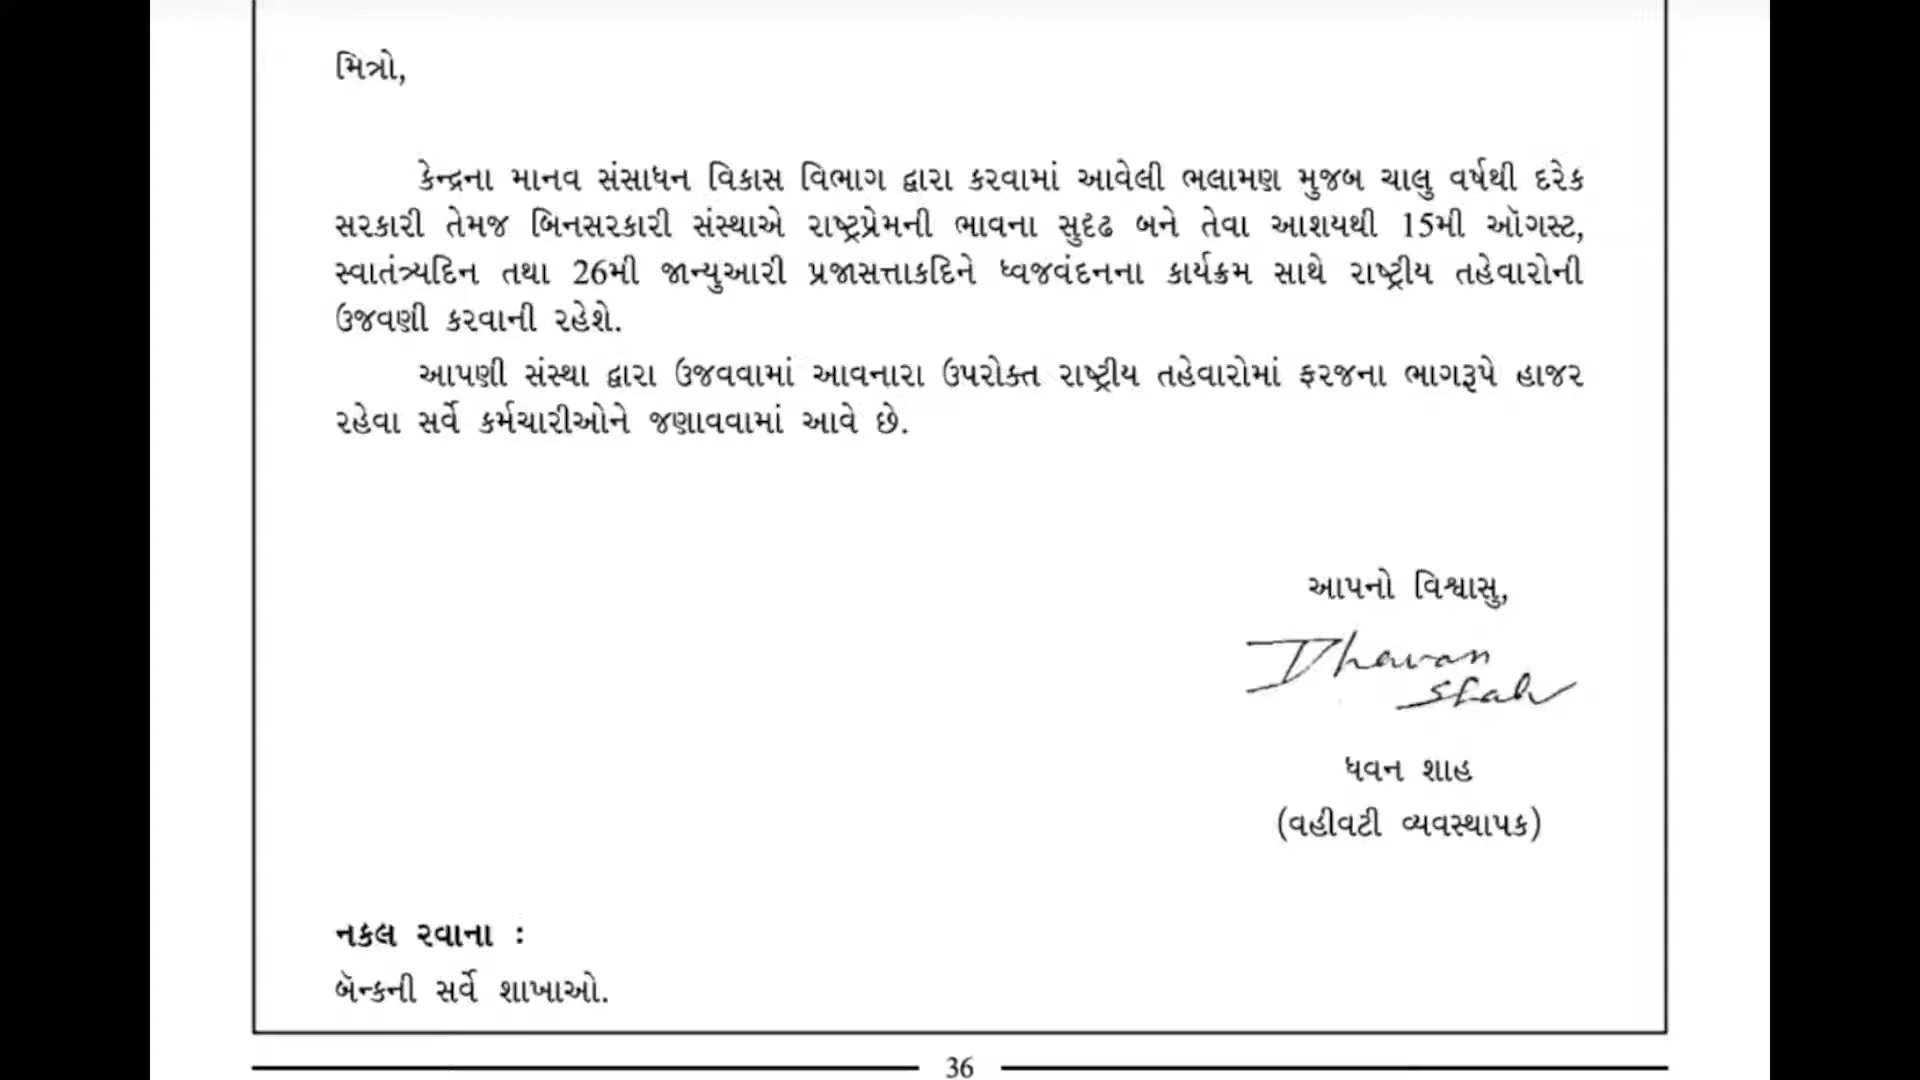 મિત્રો,
કેન્દ્રના માનવ સંસાધન વિકાસ વિભાગ દ્વારા કરવામાં આવેલી ભલામણ મુજબ ચાલુ વર્ષથી દરેક
સરકારી તેમજ બિનસરકારી સંસ્થાએ રાષ્ટ્રપ્રેમની ભાવના સુદૃઢ બને તેવા આશયથી 15મી ઑગસ્ટ,
સ્વાતંત્ર્યદિન તથા 26મી જાન્યુઆરી પ્રજાસત્તાકદિને ધ્વજવંદનના કાર્યક્રમ સાથે રાષ્ટ્રીય તહેવારોની
ઉજવણી કરવાની રહેશે.
આપણી સંસ્થા દ્વારા ઉજવવામાં આવનારા ઉપરોક્ત રાષ્ટ્રીય તહેવારોમાં ફરજના ભાગરૂપે હાજર
રહેવા સર્વે કર્મચારીઓને જણાવવામાં આવે છે.
આપનો વિશ્વાસુ,
Dhavan
Shah
ધવન શાહ
(વહીવટી વ્યવસ્થાપક)
નકલ રવાના :
બૅન્કની સર્વે શાખાઓ.
36